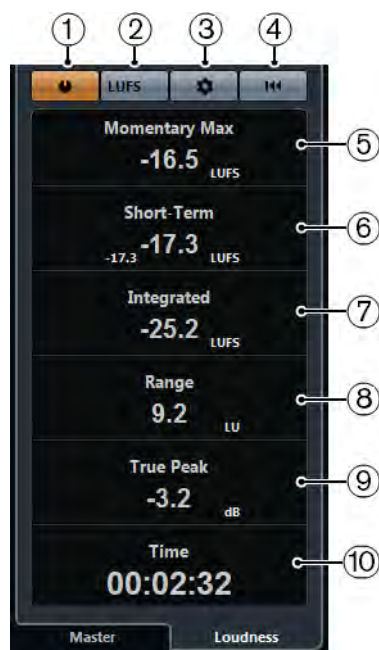 ① ② ③ ④
LUFS
Momentary Max
-16.5 LUFS
⑤
Short-Term
-17.3 -17.3 LUFS
⑥
Integrated
-25.2 LUFS
⑦
Range
9.2 LU
⑧
True Peak
-3.2 dB
⑨
Time
00:02:32
⑩
Master Loudness